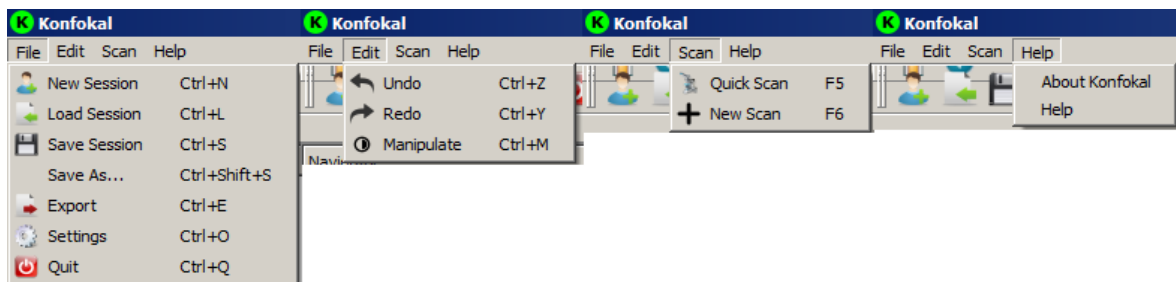 Konfokal
File Edit Scan Help
New Session Ctrl+N
Load Session Ctrl+L
Save Session Ctrl+S
Save As... Ctrl+Shift+S
Export Ctrl+E
Settings Ctrl+O
Quit Ctrl+Q
Konfokal
File Edit Scan Help
Undo Ctrl+Z
Redo Ctrl+Y
Manipulate Ctrl+M
Konfokal
File Edit Scan Help
Quick Scan F5
New Scan F6
Konfokal
File Edit Scan Help
About Konfokal
Help